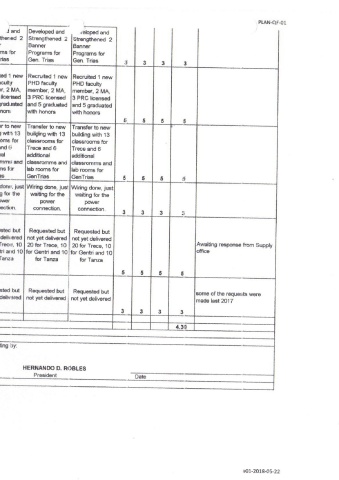 PLAN-QF-01
and Developed and eloped and
thened 2 Strengthened 2 Strengthened 2
Banner Banner
ms for Programs for Programs for
Trias Gen. Trias Gen. Trias 3 3 3 3
ed 1 new Recruited 1 new Recruited 1 new
aculty PHD faculty PHD faculty
r, 2 MA, member, 2 MA, member, 2 MA,
licensed 3 PRC licensed 3 PRC licensed
graduated and 5 graduated and 5 graduated
onors with honors with honors
5 5 5 5
er to new Transfer to new Transfer to new
g with 13 building with 13 building with 13
oms for classrooms for classrooms for
and 6 Trece and 6 Trece and 6
al additional additional
mms and classromms and classromms and
ms for lab rooms for lab rooms for
as GenTrias GenTrias 5 5 5
done, just Wiring done, just Wiring done, just
g for the waiting for the waiting for the
wer power power
ection. connection. connection. 3 3 3 3
sted but Requested but Requested but
delivered not yet delivered not yet delivered
Trece, 10 20 for Trece, 10 20 for Trece, 10 Awaiting response from Supply
tri and 10 for Gentri and 10 for Gentri and 10 office
Tanza for Tanza for Tanza
5 5 5 5
sted but Requested but Requested but some of the requests were
delivered not yet delivered not yet delivered made last 2017
3 3 3 3
4.33
ting by:
HERNANDO D. ROBLES
President Date
v01-2018-05-22